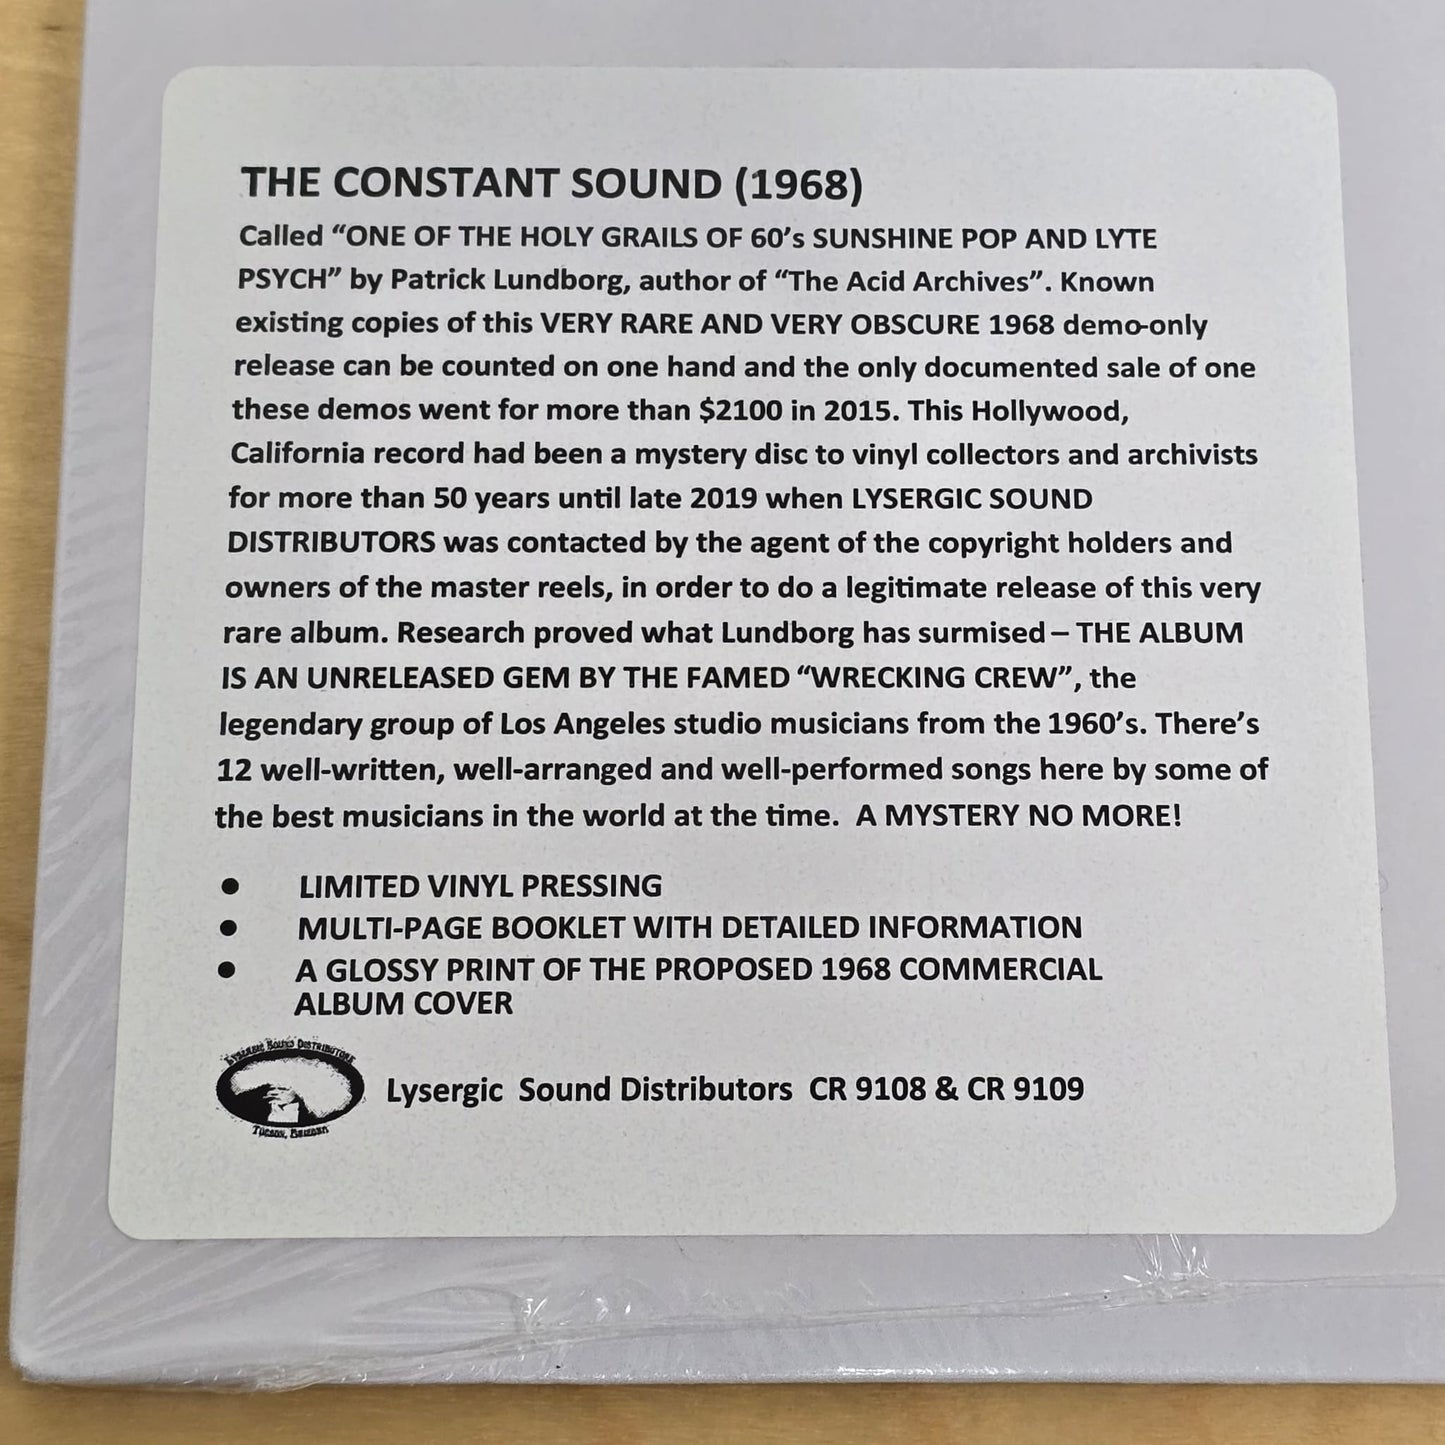 THE CONSTANT SOUND (1968)
Called “ONE OF THE HOLY GRAILS OF 60’s SUNSHINE POP AND LYTE
PSYCH” by Patrick Lundborg, author of “The Acid Archives”. Known
existing copies of this VERY RARE AND VERY OBSCURE 1968 demo-only
release can be counted on one hand and the only documented sale of one
these demos went for more than $2100 in 2015. This Hollywood,
California record had been a mystery disc to vinyl collectors and archivists
for more than 50 years until late 2019 when LYSERGIC SOUND
DISTRIBUTORS was contacted by the agent of the copyright holders and
owners of the master reels, in order to do a legitimate release of this very
rare album. Research proved what Lundborg has surmised – THE ALBUM
IS AN UNRELEASED GEM BY THE FAMED “WRECKING CREW”, the
legendary group of Los Angeles studio musicians from the 1960’s. There’s
12 well-written, well-arranged and well-performed songs here by some of
the best musicians in the world at the time.  A MYSTERY NO MORE!
● LIMITED VINYL PRESSING
● MULTI-PAGE BOOKLET WITH DETAILED INFORMATION
● A GLOSSY PRINT OF THE PROPOSED 1968 COMMERCIAL
ALBUM COVER
LYSERGIC SOUND DISTRIBUTORS
TUCSON, ARIZONA
Lysergic  Sound Distributors  CR 9108 & CR 9109